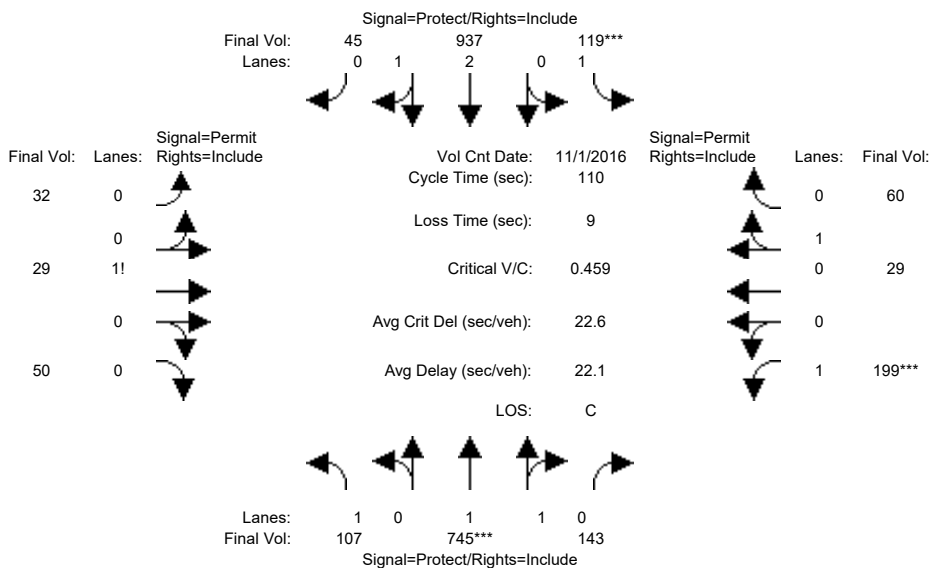 Signal=Protect/Rights=Include
Final Vol: 45 937 119***
Lanes: 0 1 2 0 1
Signal=Permit Signal=Permit
Final Vol: Lanes: Rights=Include Vol Cnt Date: 11/1/2016 Rights=Include Lanes: Final Vol:
Cycle Time (sec): 110
32 0 0 60
Loss Time (sec): 9
0 1
29 1! Critical V/C: 0.459 0 29
0 Avg Crit Del (sec/veh): 22.6 0
50 0 Avg Delay (sec/veh): 22.1 1 199***
LOS: C
Lanes: 1 0 1 1 0
Final Vol: 107 745*** 143
Signal=Protect/Rights=Include